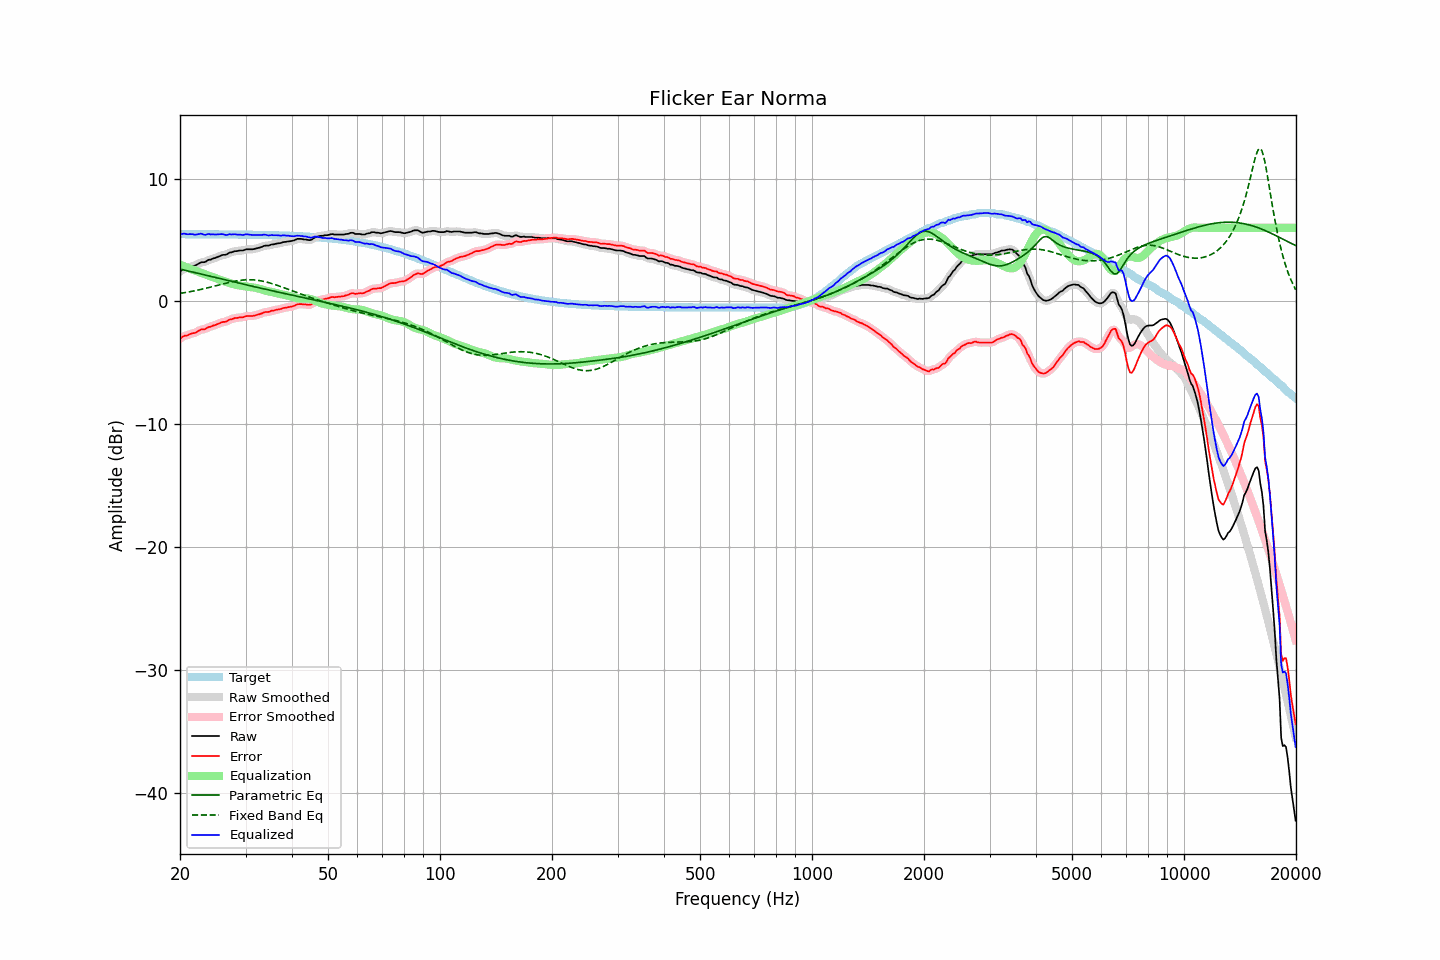 Flicker Ear Norma
Amplitude (dBr)
10
0
−10
−20
−30
−40
Target
Raw Smoothed
Error Smoothed
Raw
Error
Equalization
Parametric Eq
Fixed Band Eq
Equalized
20 50 100 200 500 1000 2000 5000 10000 20000
Frequency (Hz)